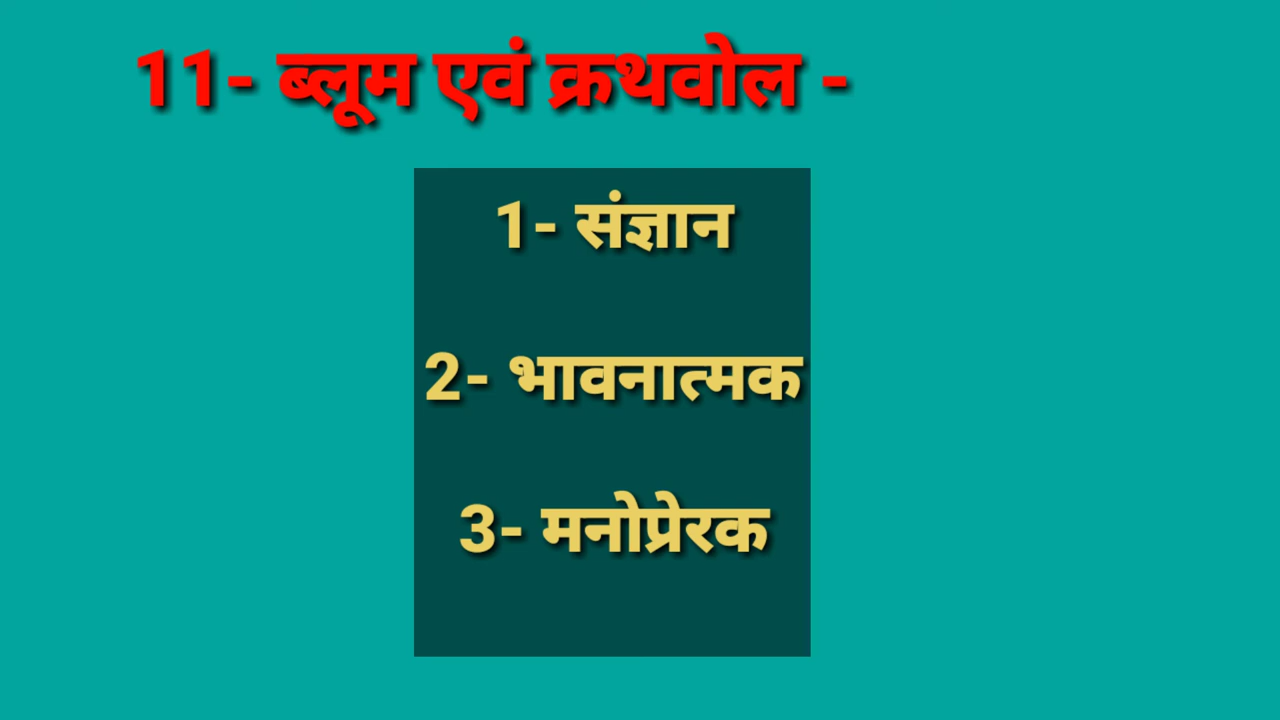 11- ब्लूम एवं क्रथवोल -
1- संज्ञान
2- भावनात्मक
3- मनोप्रेरक